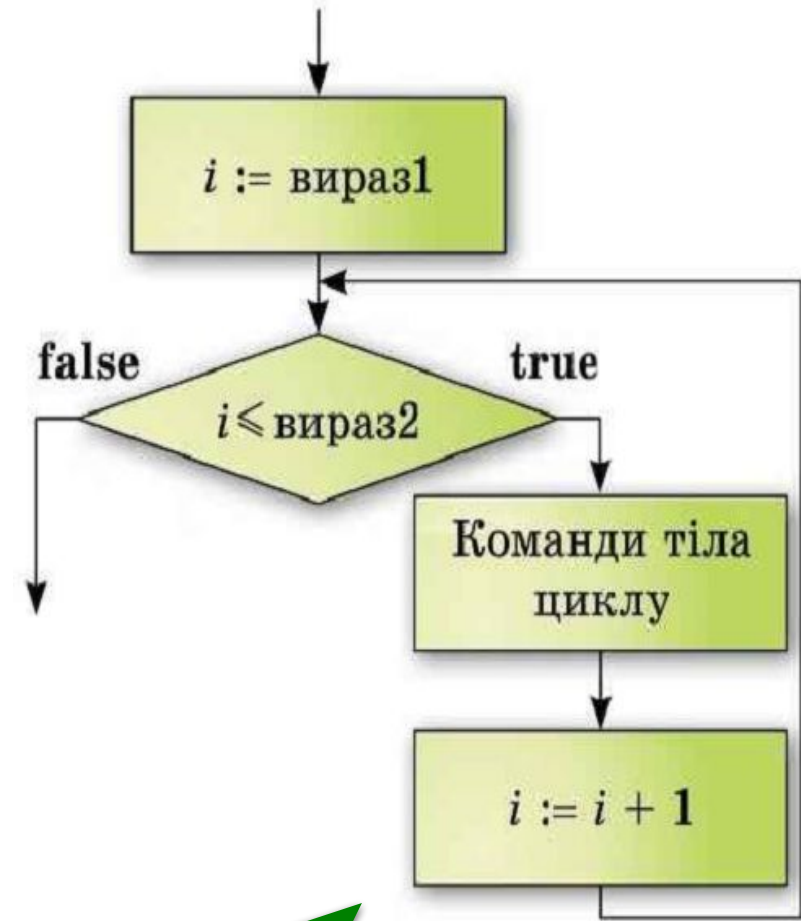 i := вираз1
false
true
i ⩽ вираз2
Команди тіла
циклу
i := i + 1